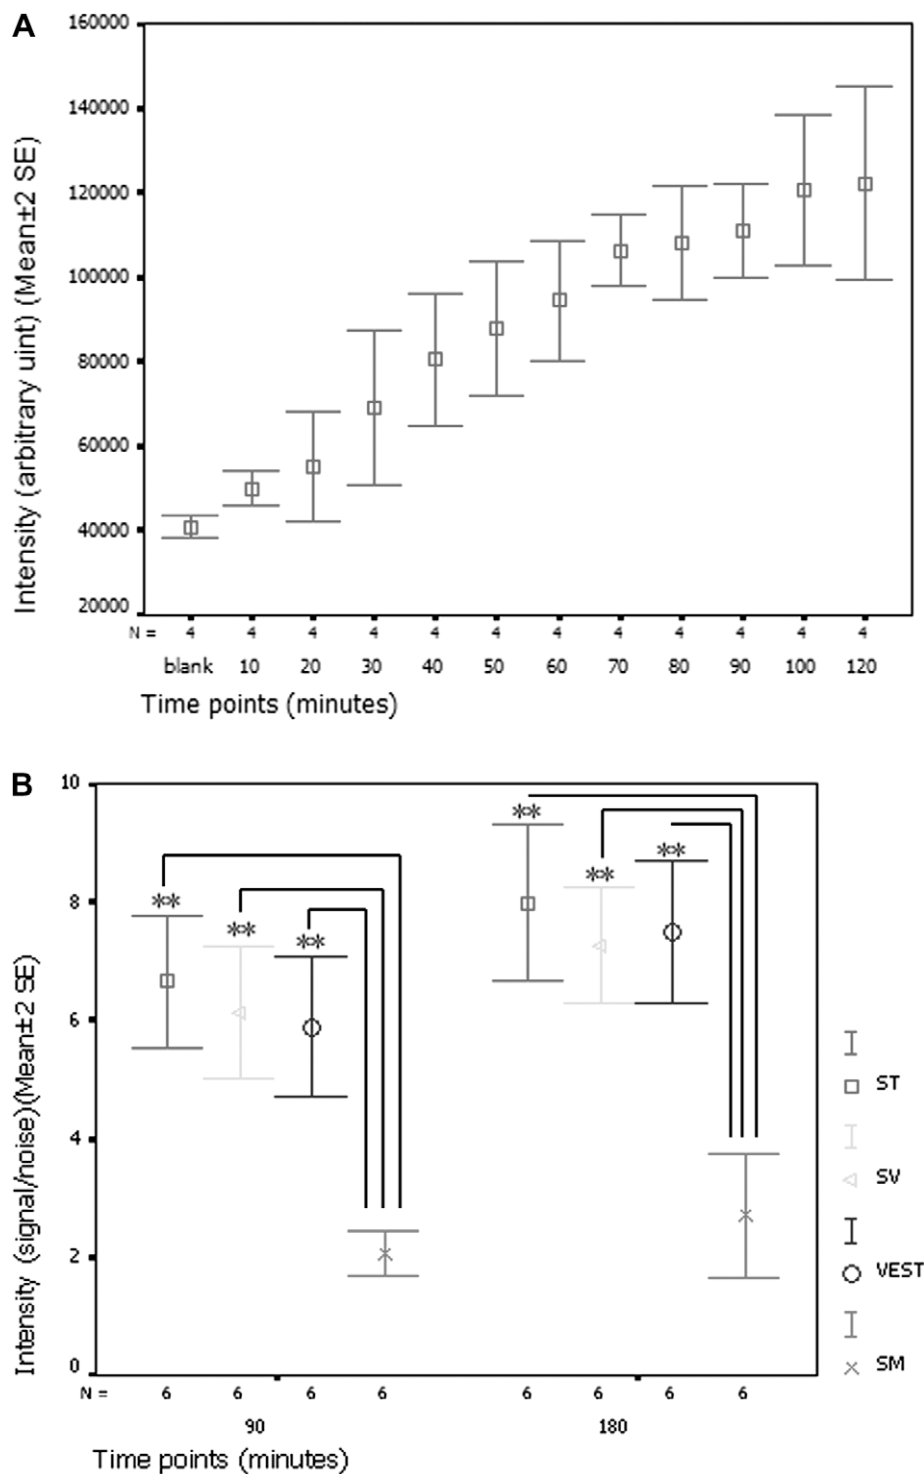 A
160000
140000
120000
100000
80000
60000
40000
20000
Intensity (arbitrary uint) (Mean±2 SE)
N = 4 4 4 4 4 4 4 4 4 4 4 4
blank 10 20 30 40 50 60 70 80 90 100 120
Time points (minutes)
B
10
8
6
4
2
0
Intensity (signal/noise)(Mean±2 SE)
** ** ** ** ** **
ST
SV
VEST
SM
N = 6 6 6 6 6 6 6 6
90 180
Time points (minutes)